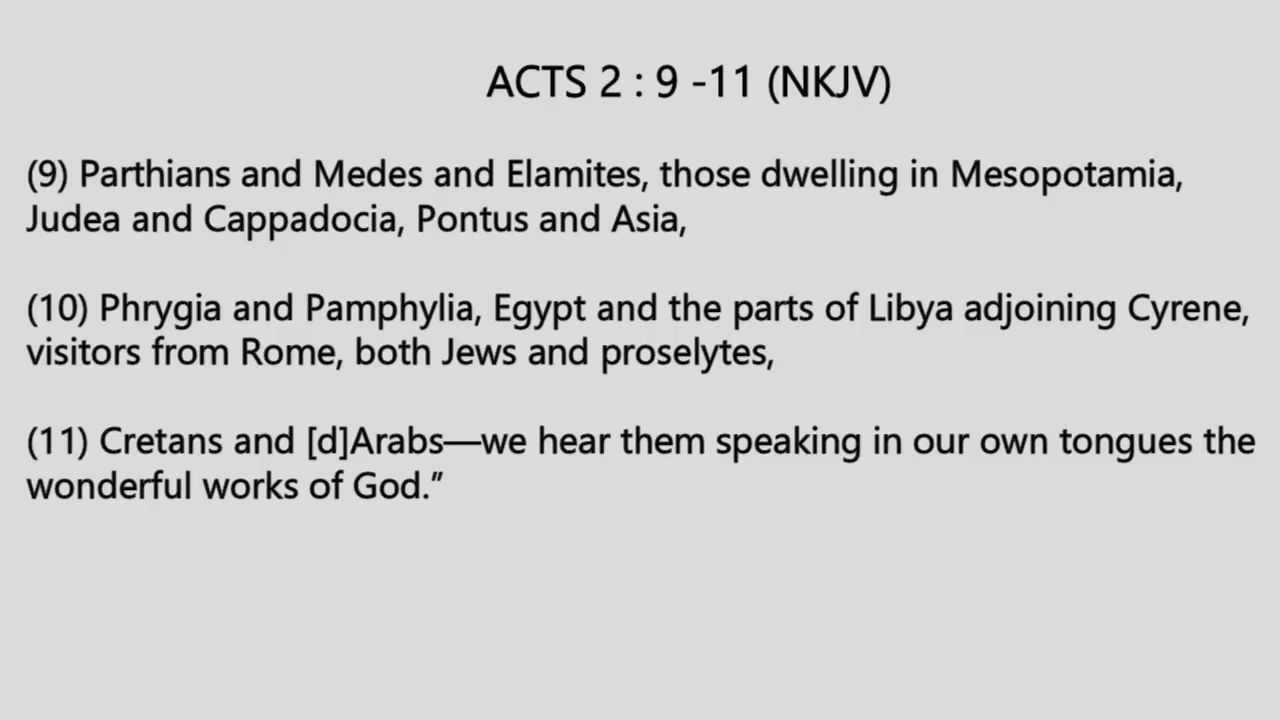 ACTS 2 : 9 -11 (NKJV)
(9) Parthians and Medes and Elamites, those dwelling in Mesopotamia,
Judea and Cappadocia, Pontus and Asia,
(10) Phrygia and Pamphylia, Egypt and the parts of Libya adjoining Cyrene,
visitors from Rome, both Jews and proselytes,
(11) Cretans and [d]Arabs—we hear them speaking in our own tongues the
wonderful works of God.”